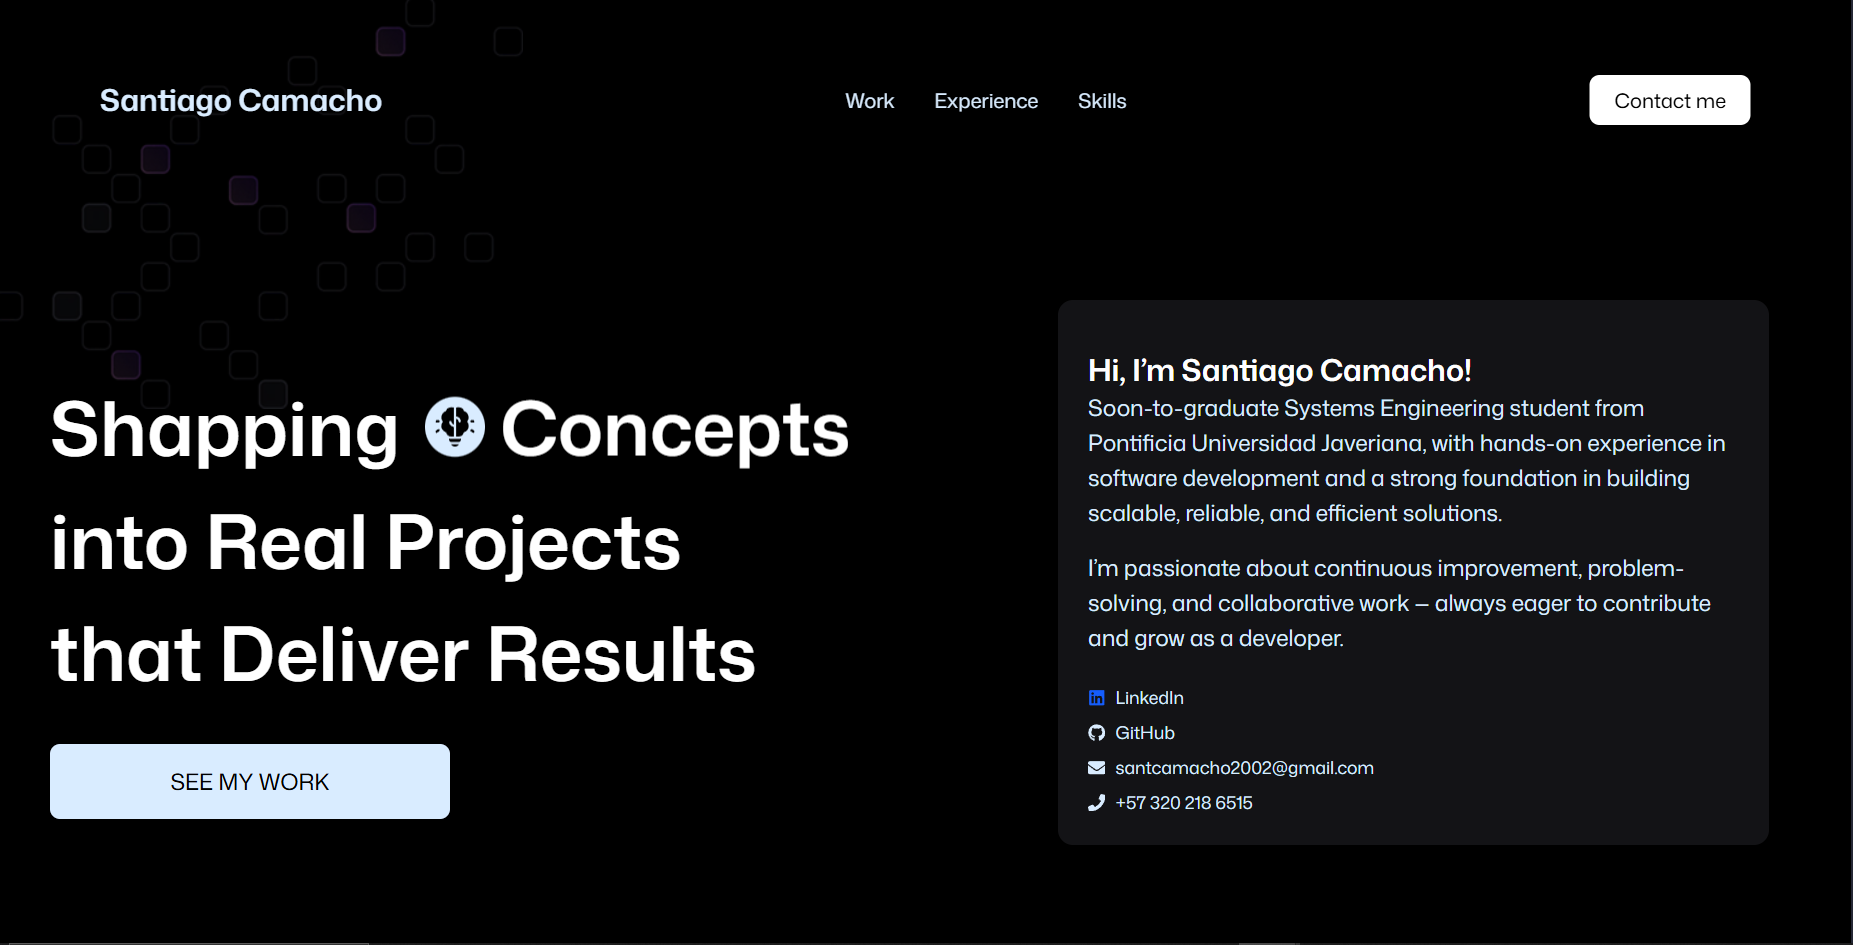 Santiago Camacho
Work
Experience
Skills
Contact me
Shapping Concepts
into Real Projects
that Deliver Results
SEE MY WORK
Hi, I’m Santiago Camacho!
Soon-to-graduate Systems Engineering student from
Pontificia Universidad Javeriana, with hands-on experience in
software development and a strong foundation in building
scalable, reliable, and efficient solutions.
I’m passionate about continuous improvement, problem-
solving, and collaborative work — always eager to contribute
and grow as a developer.
LinkedIn
GitHub
santcamacho2002@gmail.com
+57 320 218 6515